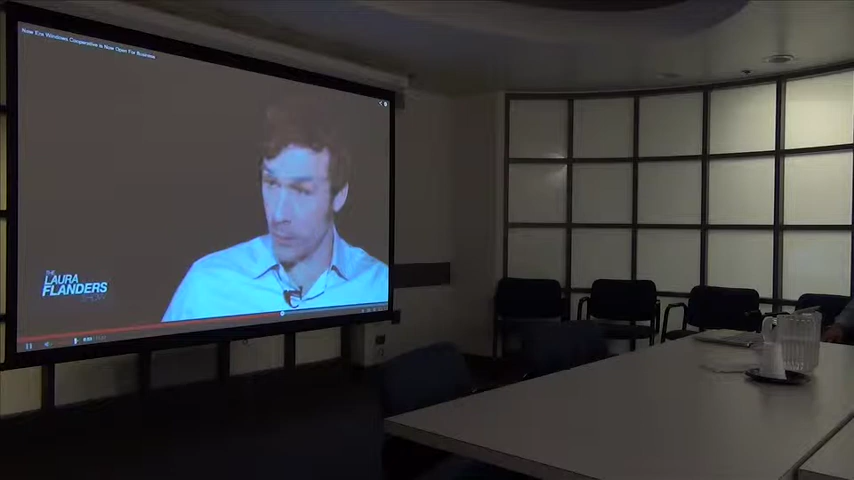 New Era Windows Cooperative is Now Open For Business
THE
LAURA
FLANDERS
SHOW